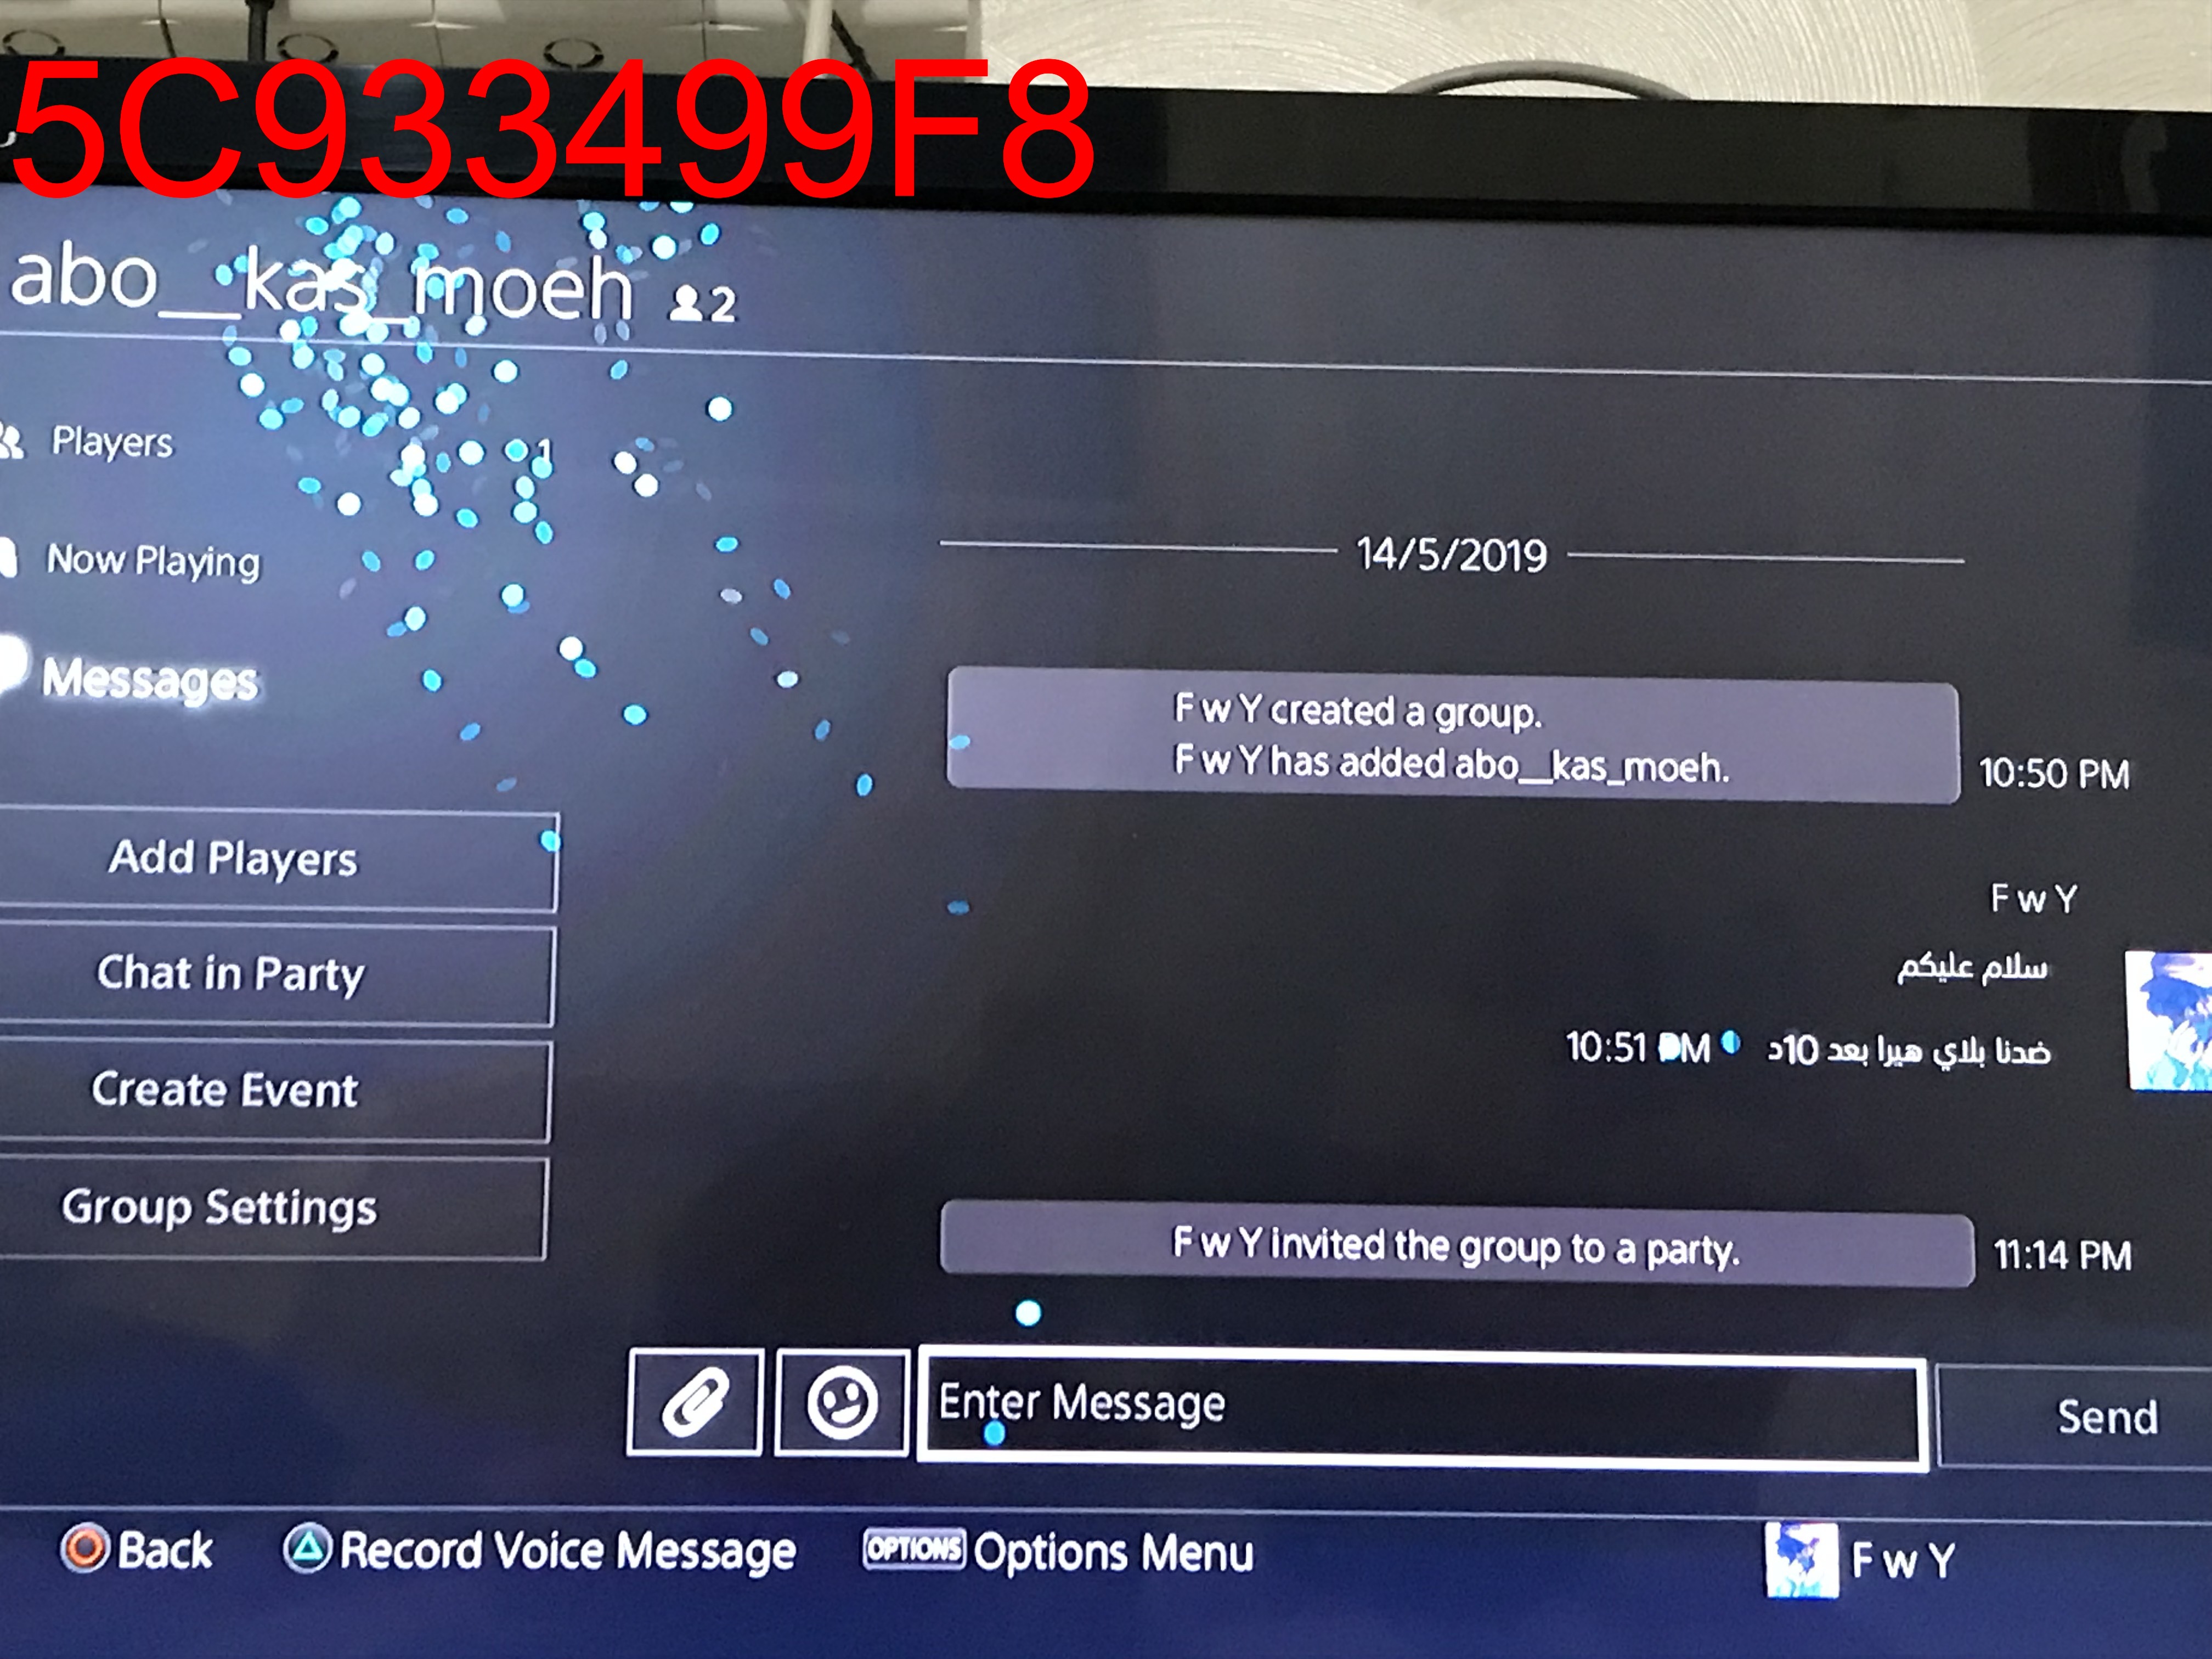 5C933499F8
abo__kas_moeh 2
Players 1
Now Playing
Messages
Add Players
Chat in Party
Create Event
Group Settings
14/5/2019
F w Y created a group.
F w Y has added abo__kas_moeh.
10:50 PM
F w Y
سلام عليكم
ضدنا بلاي هيرا بعد 10د
10:51 PM
F w Y invited the group to a party.
11:14 PM
Enter Message
Send
Back
Record Voice Message
OPTIONS Options Menu
F w Y